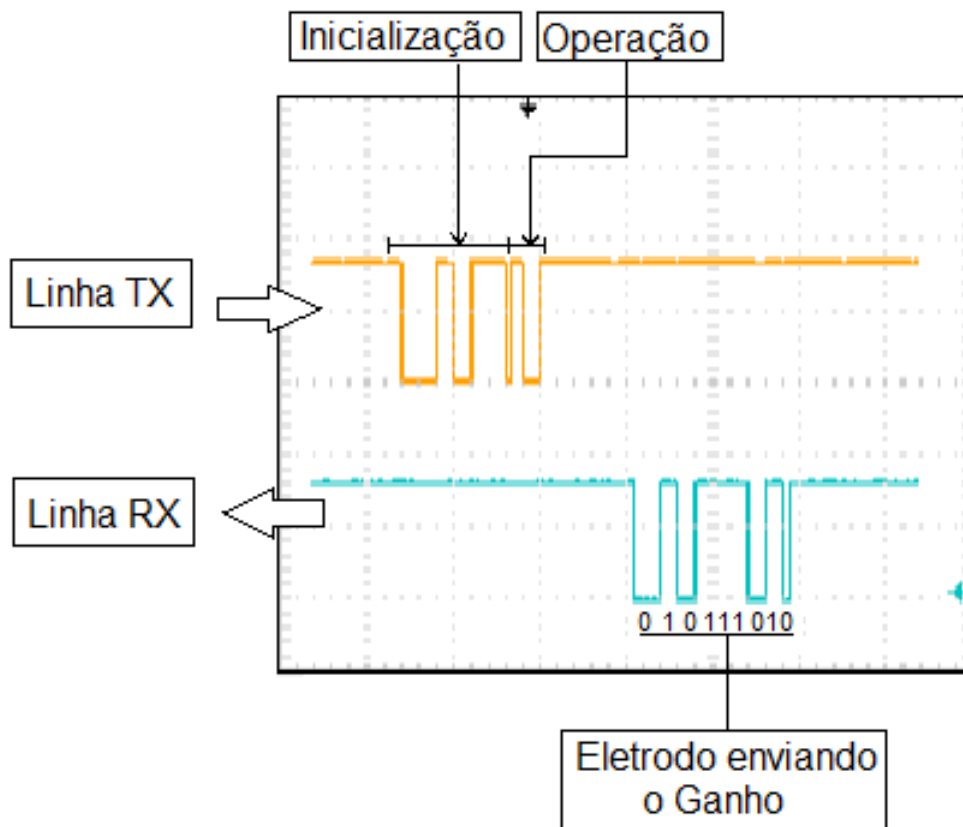 Inicialização
Operação
Linha TX
Linha RX
0 1 0 111 010
Eletrodo enviando
o Ganho